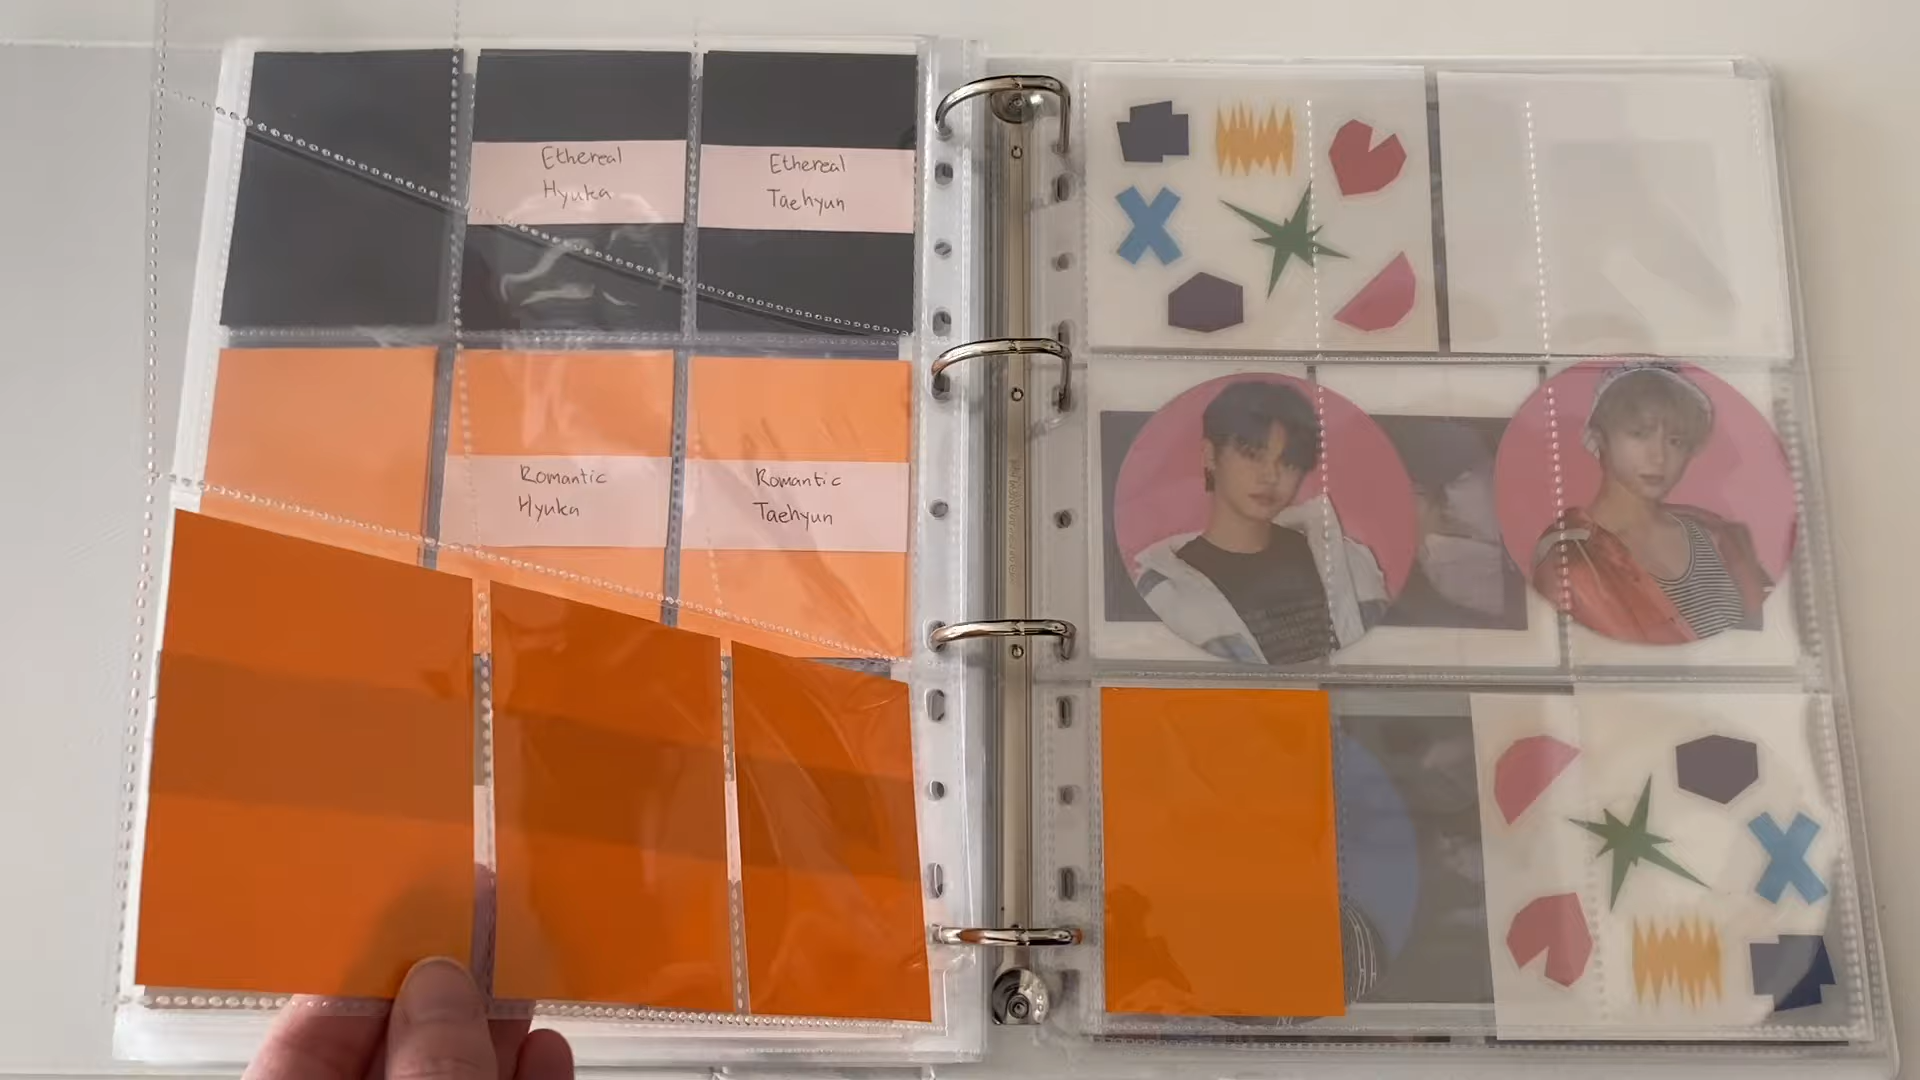 Ethereal
Hyuka
Ethereal
Taehyun
Romantic
Hyuka
Romantic
Taehyun